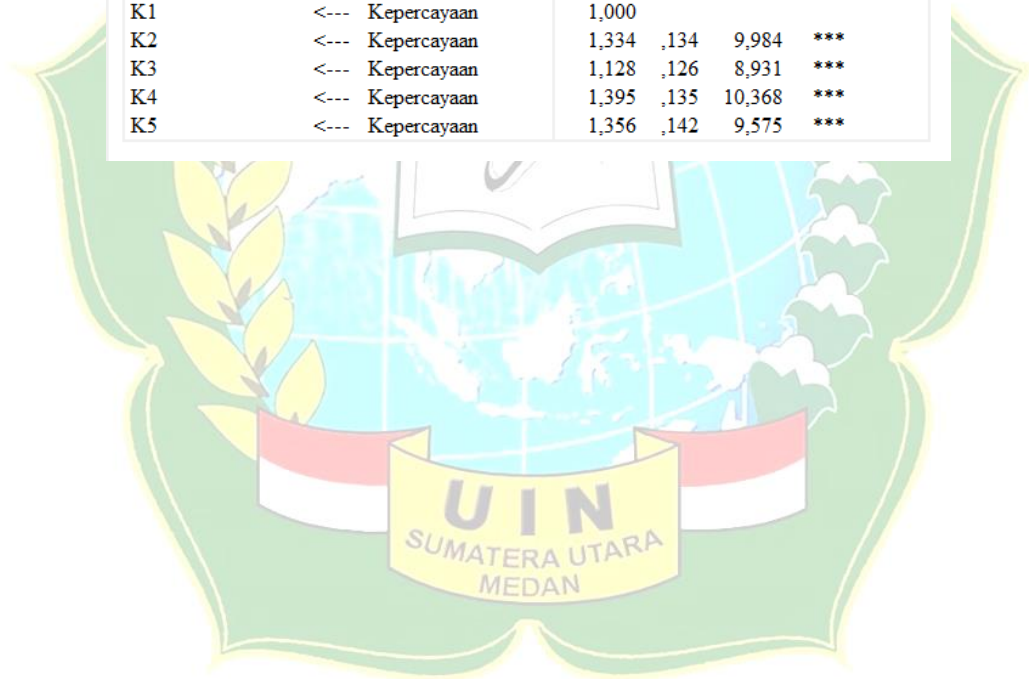 K1 <--- Kepercayaan 1,000
K2 <--- Kepercayaan 1,334 ,134 9,984 ***
K3 <--- Kepercayaan 1,128 ,126 8,931 ***
K4 <--- Kepercayaan 1,395 ,135 10,368 ***
K5 <--- Kepercayaan 1,356 ,142 9,575 ***
UIN
SUMATERA UTARA
MEDAN